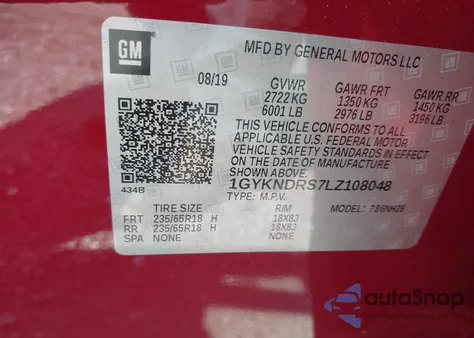 GM
MFD BY GENERAL MOTORS LLC
08/19 GVWR GAWR FRT GAWR RR
2722 KG 1350 KG 1450 KG
6001 LB 2976 LB 3196 LB
THIS VEHICLE CONFORMS TO ALL
APPLICABLE U.S. FEDERAL MOTOR
VEHICLE SAFETY STANDARDS IN EFFECT
ON THE DATE OF MANUFACTURE
SHOWN ABOVE.
1GYKNDRS7LZ108048
434B
TYPE: M.P.V.
TIRE SIZE RIM MODEL:
FRT 235/65R18 H 18X8J
RR 235/65R18 H 18X8J
SPA NONE NONE
autoSnap